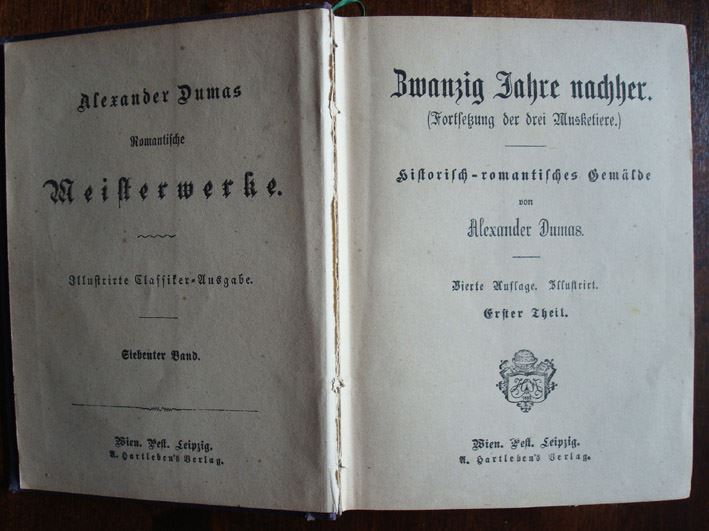 Alexander Dumas
Romantische
Meisterwerke.
Illustrirte Classiker-Ausgabe.
Siebenter Band.
Wien. Pest. Leipzig.
A. Hartleben's Verlag.
Zwanzig Jahre nachher.
(Fortsetzung der drei Musketiere.)
Historisch-romantisches Gemälde
von
Alexander Dumas.
Vierte Auflage. Illustrirt.
Erster Theil.
Wien. Pest. Leipzig.
A. Hartleben's Verlag.